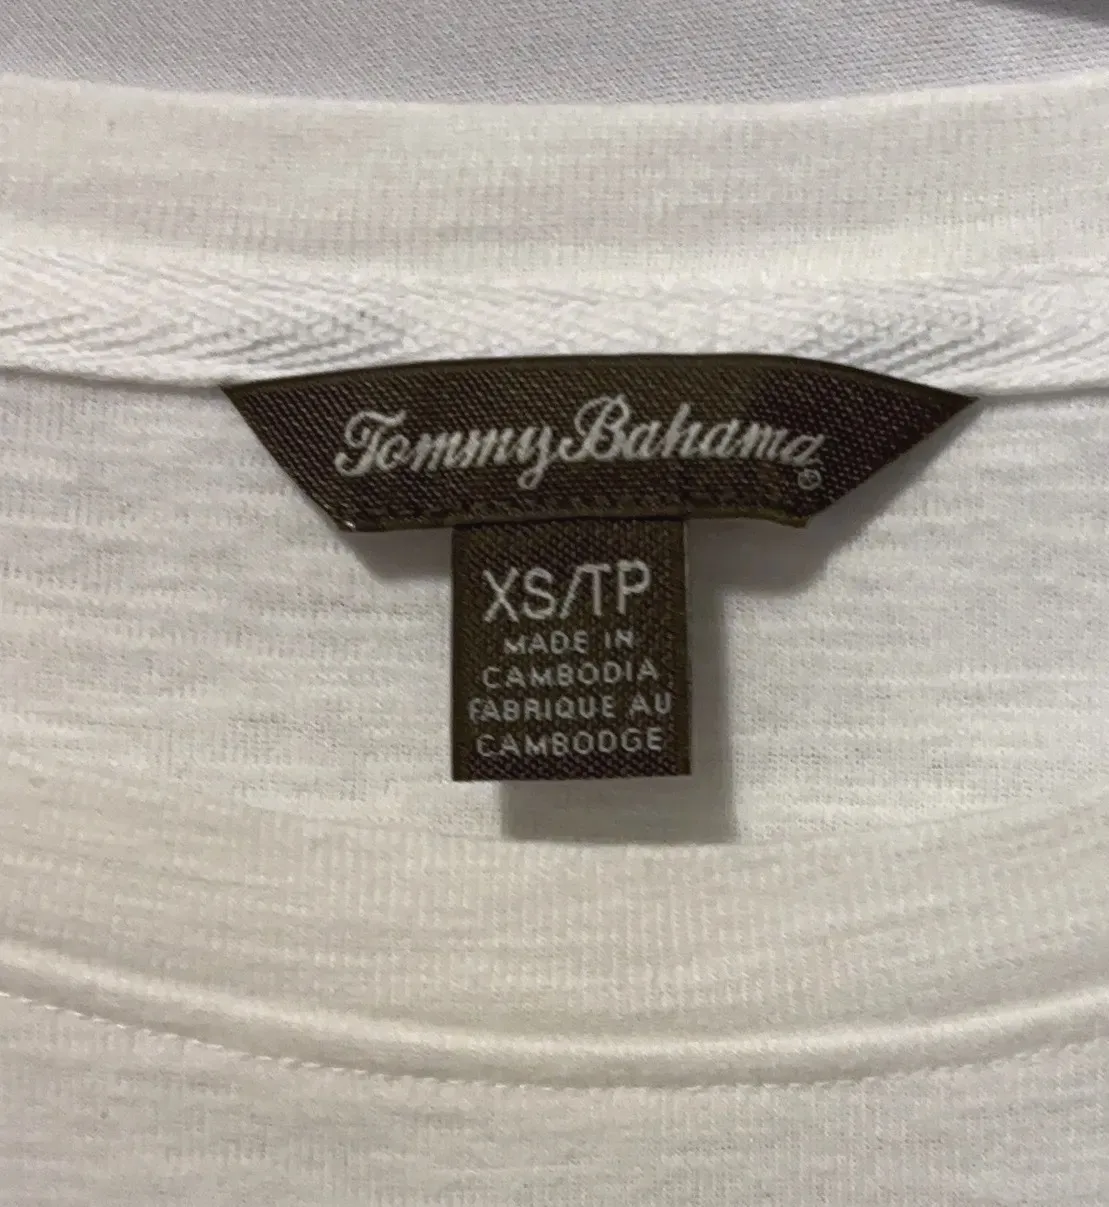 Tommy Bahama®
XS/TP
MADE IN
CAMBODIA
FABRIQUE AU
CAMBODGE